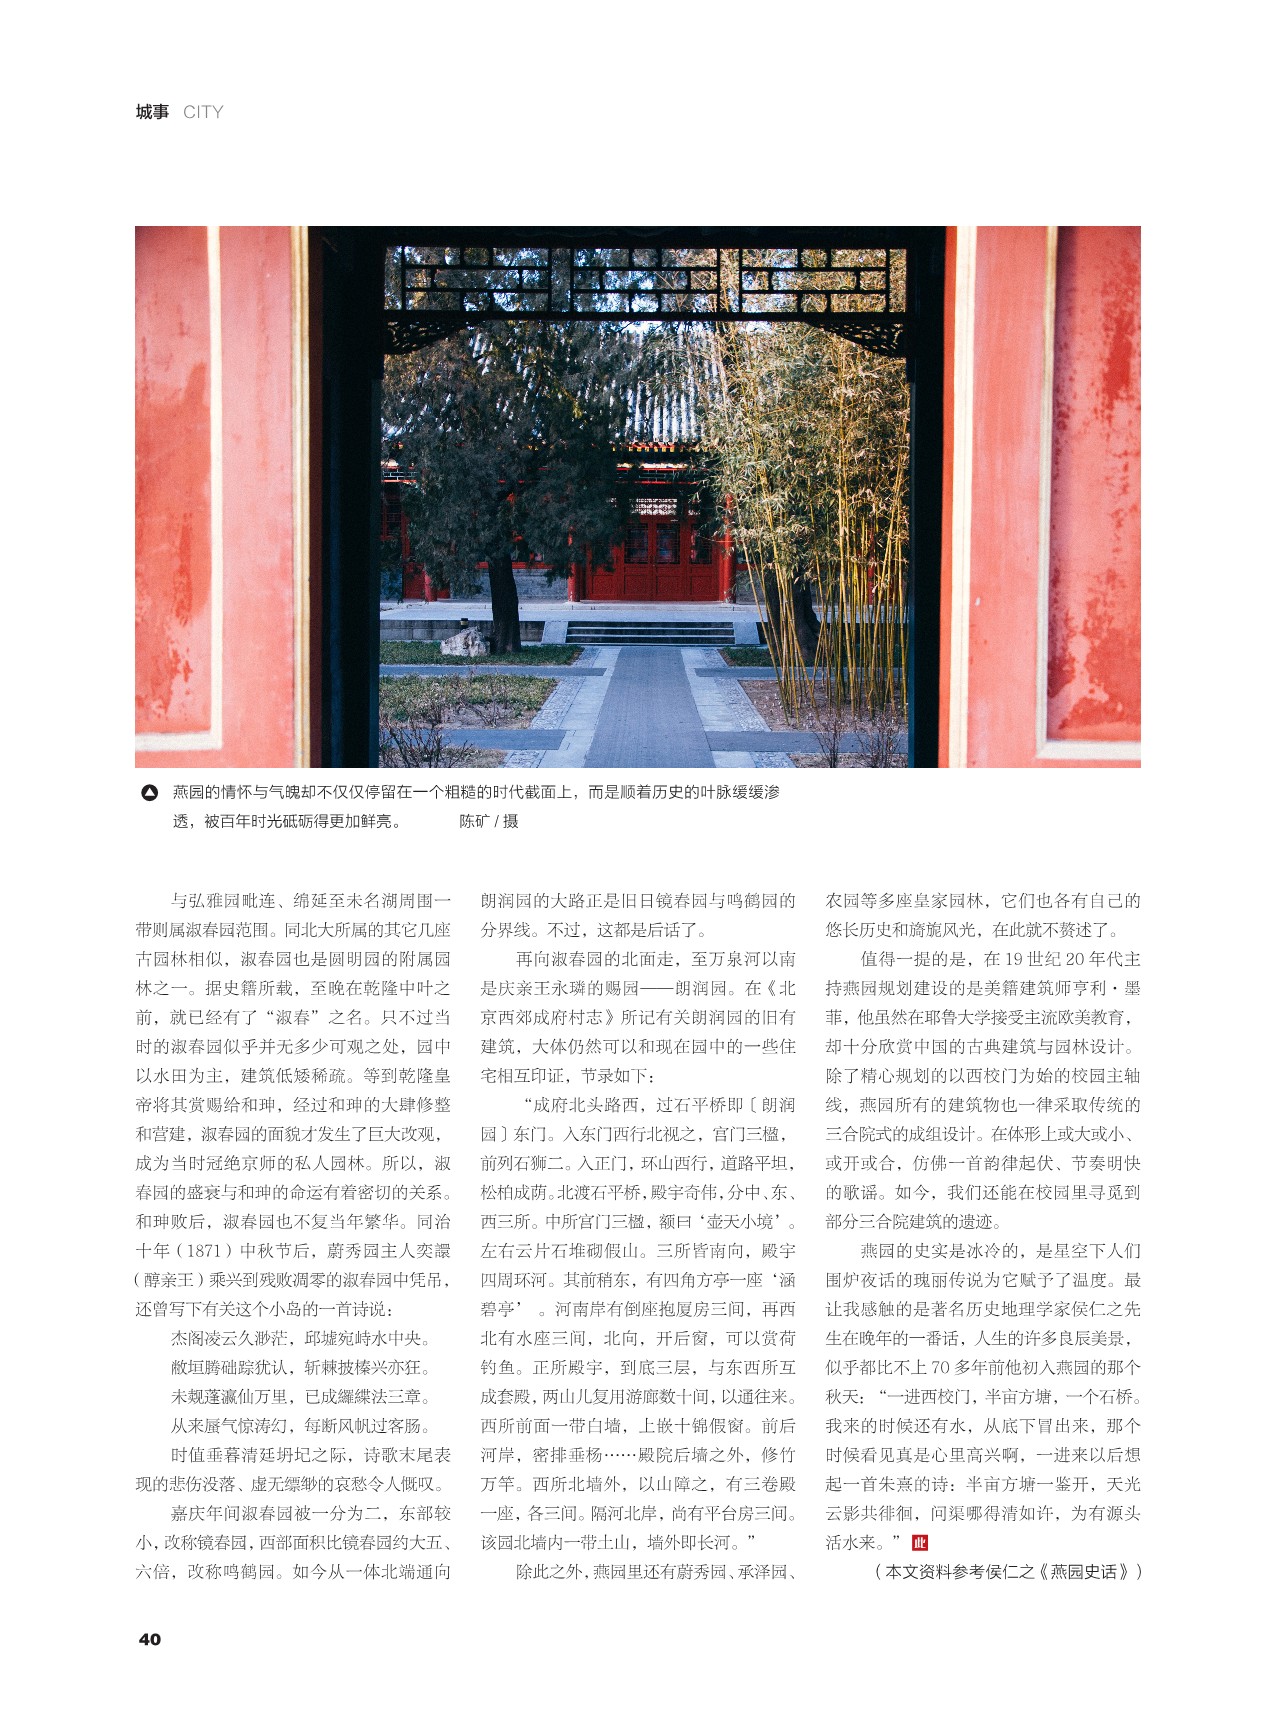 城事 CITY
燕园的情怀与气魄却不仅仅停留在一个粗糙的时代截面上，而是顺着历史的叶脉缓缓渗
透，被百年时光砥砺得更加鲜亮。 陈矿 / 摄
与弘雅园毗连、绵延至未名湖周围一
带则属淑春园范围。同北大所属的其它几座
古园林相似，淑春园也是圆明园的附属园
林之一。据史籍所载，至晚在乾隆中叶之
前，就已经有了“淑春”之名。只不过当
时的淑春园似乎并无多少可观之处，园中
以水田为主，建筑低矮稀疏。等到乾隆皇
帝将其赏赐给和珅，经过和珅的大肆修整
和营建，淑春园的面貌才发生了巨大改观，
成为当时冠绝京师的私人园林。所以，淑
春园的盛衰与和珅的命运有着密切的关系。
和珅败后，淑春园也不复当年繁华。同治
十年（1871）中秋节后，蔚秀园主人奕譞
（醇亲王）乘兴到残败凋零的淑春园中凭吊，
还曾写下有关这个小岛的一首诗说：
杰阁凌云久渺茫，邱墟宛峙水中央。
敝垣腾础踪犹认，斩棘披榛兴亦狂。
未觌蓬瀛仙万里，已成纚緤法三章。
从来蜃气惊涛幻，每断风帆过客肠。
时值垂暮清廷坍圮之际，诗歌末尾表
现的悲伤没落、虚无缥缈的哀愁令人慨叹。
嘉庆年间淑春园被一分为二，东部较
小，改称镜春园，西部面积比镜春园约大五、
六倍，改称鸣鹤园。如今从一体北端通向
朗润园的大路正是旧日镜春园与鸣鹤园的
分界线。不过，这都是后话了。
再向淑春园的北面走，至万泉河以南
是庆亲王永璘的赐园——朗润园。在《北
京西郊成府村志》所记有关朗润园的旧有
建筑，大体仍然可以和现在园中的一些住
宅相互印证，节录如下：
“成府北头路西，过石平桥即〔朗润
园〕东门。入东门西行北视之，宫门三楹，
前列石狮二。入正门，环山西行，道路平坦，
松柏成荫。北渡石平桥，殿宇奇伟，分中、东、
西三所。中所宫门三楹，额曰‘壶天小境’。
左右云片石堆砌假山。三所皆南向，殿宇
四周环河。其前稍东，有四角方亭一座‘涵
碧亭’ 。河南岸有倒座抱厦房三间，再西
北有水座三间，北向，开后窗，可以赏荷
钓鱼。正所殿宇，到底三层，与东西所互
成套殿，两山儿复用游廊数十间，以通往来。
西所前面一带白墙，上嵌十锦假窗。前后
河岸，密排垂杨……殿院后墙之外，修竹
万竿。西所北墙外，以山障之，有三卷殿
一座，各三间。隔河北岸，尚有平台房三间。
该园北墙内一带土山，墙外即长河。”
除此之外，燕园里还有蔚秀园、承泽园、
农园等多座皇家园林，它们也各有自己的
悠长历史和旖旎风光，在此就不赘述了。
值得一提的是，在 19 世纪 20 年代主
持燕园规划建设的是美籍建筑师亨利·墨
菲，他虽然在耶鲁大学接受主流欧美教育，
却十分欣赏中国的古典建筑与园林设计。
除了精心规划的以西校门为始的校园主轴
线，燕园所有的建筑物也一律采取传统的
三合院式的成组设计。在体形上或大或小、
或开或合，仿佛一首韵律起伏、节奏明快
的歌谣。如今，我们还能在校园里寻觅到
部分三合院建筑的遗迹。
燕园的史实是冰冷的，是星空下人们
围炉夜话的瑰丽传说为它赋予了温度。最
让我感触的是著名历史地理学家侯仁之先
生在晚年的一番话，人生的许多良辰美景，
似乎都比不上 70 多年前他初入燕园的那个
秋天：“一进西校门，半亩方塘，一个石桥。
我来的时候还有水，从底下冒出来，那个
时候看见真是心里高兴啊，一进来以后想
起一首朱熹的诗：半亩方塘一鉴开，天光
云影共徘徊，问渠哪得清如许，为有源头
活水来。” 此
（本文资料参考侯仁之《燕园史话》）
40